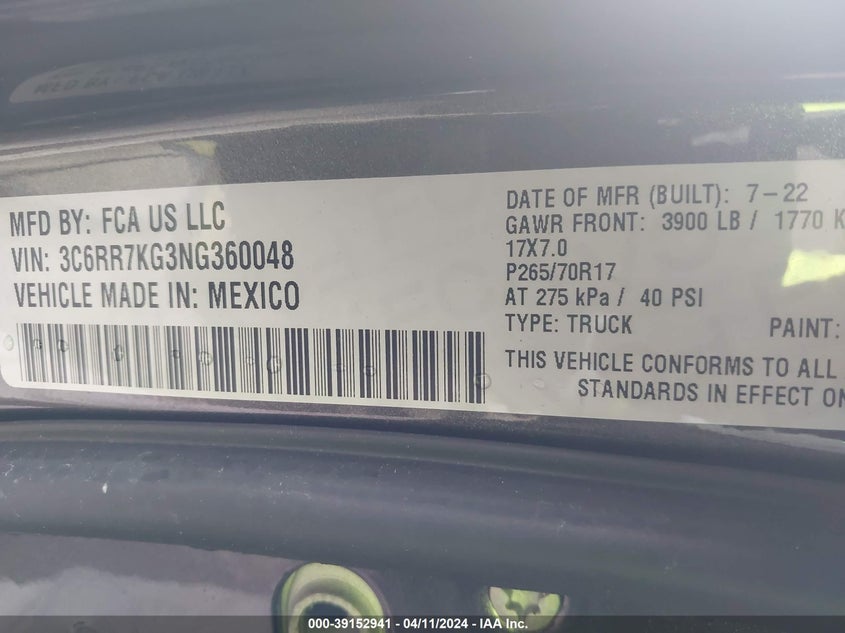 MFD BY: FCA US LLC
VIN: 3C6RR7KG3NG360048
VEHICLE MADE IN: MEXICO
DATE OF MFR (BUILT): 7-22
GAWR FRONT: 3900 LB / 1770 K
17X7.0
P265/70R17
AT 275 kPa / 40 PSI
TYPE: TRUCK PAINT:
THIS VEHICLE CONFORMS TO ALL
STANDARDS IN EFFECT ON
000-39152941 - 04/11/2024 - IAA Inc.